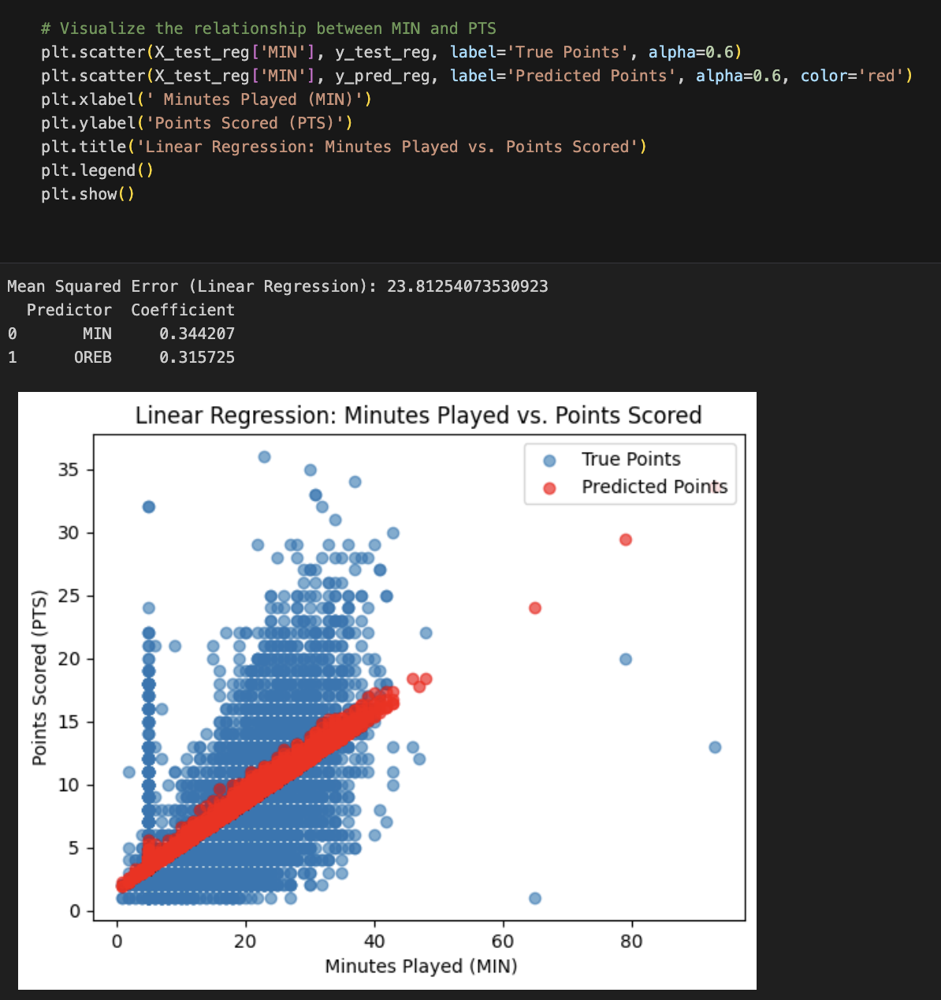 # Visualize the relationship between MIN and PTS
plt.scatter(X_test_reg['MIN'], y_test_reg, label='True Points', alpha=0.6)
plt.scatter(X_test_reg['MIN'], y_pred_reg, label='Predicted Points', alpha=0.6, color='red')
plt.xlabel(' Minutes Played (MIN)')
plt.ylabel('Points Scored (PTS)')
plt.title('Linear Regression: Minutes Played vs. Points Scored')
plt.legend()
plt.show()
Mean Squared Error (Linear Regression): 23.81254073530923
Predictor Coefficient
0 MIN 0.344207
1 OREB 0.315725
Linear Regression: Minutes Played vs. Points Scored
True Points
Predicted Points
35
30
25
20
15
10
5
0
Points Scored (PTS)
0 20 40 60 80
Minutes Played (MIN)